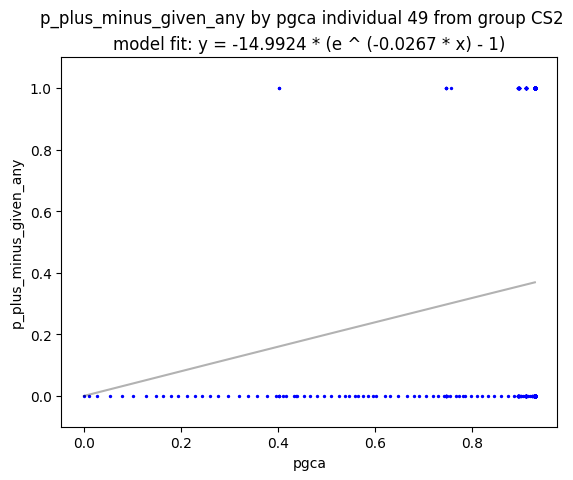 p_plus_minus_given_any by pgca individual 49 from group CS2
model fit: y = -14.9924 * (e ^ (-0.0267 * x) - 1)
1.0
0.8
0.6
0.4
0.2
0.0
p_plus_minus_given_any
0.0 0.2 0.4 0.6 0.8
pgca